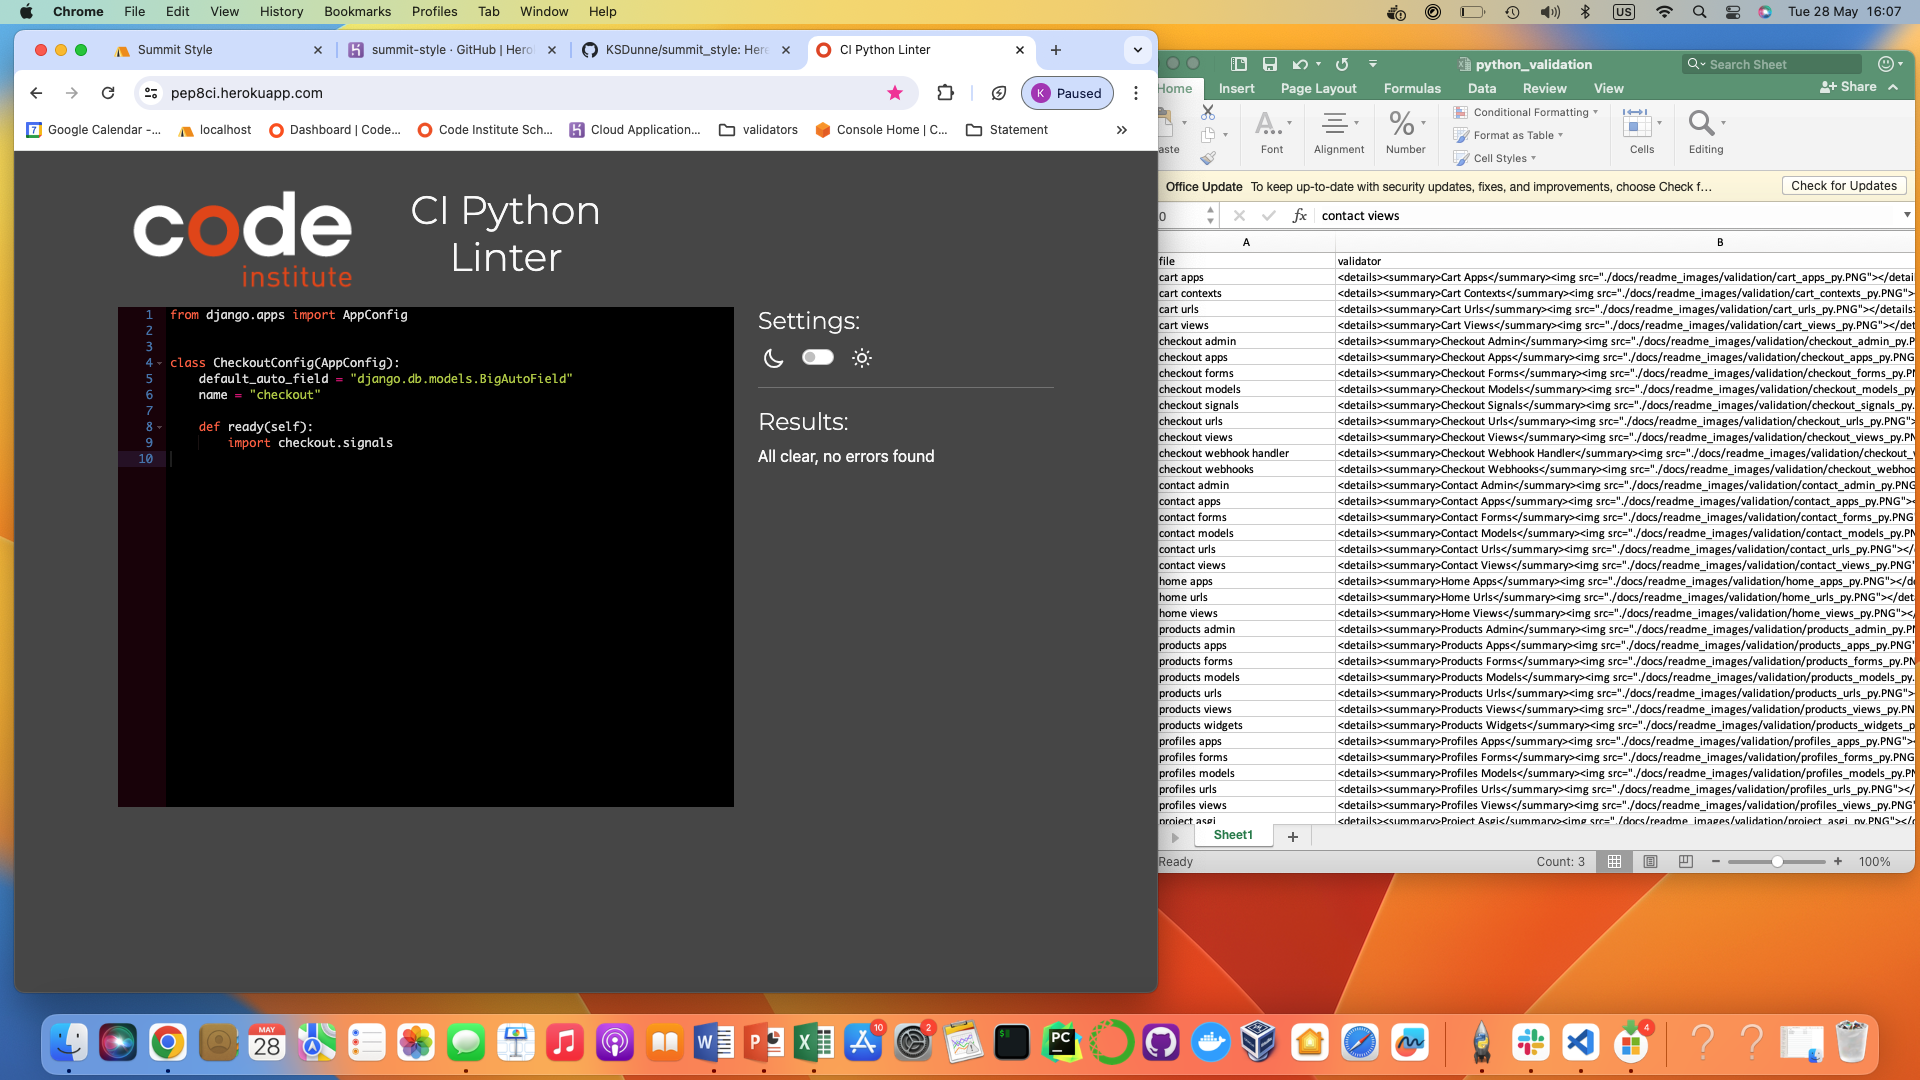 Chrome File Edit View History Bookmarks Profiles Tab Window Help US Tue 28 May 16:07
Summit Style
summit-style · GitHub | Hero
KSDunne/summit_style: Here
CI Python Linter
pep8ci.herokuapp.com
K Paused
Google Calendar -...
localhost
Dashboard | Code...
Code Institute Sch...
Cloud Application...
validators
Console Home | C...
Statement
code
institute
CI Python
Linter
1 from django.apps import AppConfig
2
3
4 class CheckoutConfig(AppConfig):
5 default_auto_field = "django.db.models.BigAutoField"
6 name = "checkout"
7
8 def ready(self):
9 import checkout.signals
10
Settings:
Results:
All clear, no errors found
python_validation
Search Sheet
Home Insert Page Layout Formulas Data Review View
Share
aste
Font
Alignment
Number
Conditional Formatting
Format as Table
Cell Styles
Cells
Editing
Office Update To keep up-to-date with security updates, fixes, and improvements, choose Check f...
Check for Updates
0 fx contact views
A B
file validator
cart apps <details><summary>Cart Apps</summary><img src="./docs/readme_images/validation/cart_apps_py.PNG"></detai
cart contexts <details><summary>Cart Contexts</summary><img src="./docs/readme_images/validation/cart_contexts_py.PNG">
cart urls <details><summary>Cart Urls</summary><img src="./docs/readme_images/validation/cart_urls_py.PNG"></details>
cart views <details><summary>Cart Views</summary><img src="./docs/readme_images/validation/cart_views_py.PNG"></det
checkout admin <details><summary>Checkout Admin</summary><img src="./docs/readme_images/validation/checkout_admin_py.P
checkout apps <details><summary>Checkout Apps</summary><img src="./docs/readme_images/validation/checkout_apps_py.PNG
checkout forms <details><summary>Checkout Forms</summary><img src="./docs/readme_images/validation/checkout_forms_py.P
checkout models <details><summary>Checkout Models</summary><img src="./docs/readme_images/validation/checkout_models_py
checkout signals <details><summary>Checkout Signals</summary><img src="./docs/readme_images/validation/checkout_signals_py.
checkout urls <details><summary>Checkout Urls</summary><img src="./docs/readme_images/validation/checkout_urls_py.PNG">
checkout views <details><summary>Checkout Views</summary><img src="./docs/readme_images/validation/checkout_views_py.PN
checkout webhook handler <details><summary>Checkout Webhook Handler</summary><img src="./docs/readme_images/validation/checkout_
checkout webhooks <details><summary>Checkout Webhooks</summary><img src="./docs/readme_images/validation/checkout_webhoo
contact admin <details><summary>Contact Admin</summary><img src="./docs/readme_images/validation/contact_admin_py.PNG
contact apps <details><summary>Contact Apps</summary><img src="./docs/readme_images/validation/contact_apps_py.PNG">
contact forms <details><summary>Contact Forms</summary><img src="./docs/readme_images/validation/contact_forms_py.PNG
contact models <details><summary>Contact Models</summary><img src="./docs/readme_images/validation/contact_models_py.PN
contact urls <details><summary>Contact Urls</summary><img src="./docs/readme_images/validation/contact_urls_py.PNG"></
contact views <details><summary>Contact Views</summary><img src="./docs/readme_images/validation/contact_views_py.PNG"
home apps <details><summary>Home Apps</summary><img src="./docs/readme_images/validation/home_apps_py.PNG"></d
home urls <details><summary>Home Urls</summary><img src="./docs/readme_images/validation/home_urls_py.PNG"></det
home views <details><summary>Home Views</summary><img src="./docs/readme_images/validation/home_views_py.PNG">
products admin <details><summary>Products Admin</summary><img src="./docs/readme_images/validation/products_admin_py.P
products apps <details><summary>Products Apps</summary><img src="./docs/readme_images/validation/products_apps_py.PNG"
products forms <details><summary>Products Forms</summary><img src="./docs/readme_images/validation/products_forms_py.PN
products models <details><summary>Products Models</summary><img src="./docs/readme_images/validation/products_models_py.
products urls <details><summary>Products Urls</summary><img src="./docs/readme_images/validation/products_urls_py.PNG">
products views <details><summary>Products Views</summary><img src="./docs/readme_images/validation/products_views_py.PN
products widgets <details><summary>Products Widgets</summary><img src="./docs/readme_images/validation/products_widgets_p
profiles apps <details><summary>Profiles Apps</summary><img src="./docs/readme_images/validation/profiles_apps_py.PNG">
profiles forms <details><summary>Profiles Forms</summary><img src="./docs/readme_images/validation/profiles_forms_py.PN
profiles models <details><summary>Profiles Models</summary><img src="./docs/readme_images/validation/profiles_models_py.P
profiles urls <details><summary>Profiles Urls</summary><img src="./docs/readme_images/validation/profiles_urls_py.PNG"></
profiles views <details><summary>Profiles Views</summary><img src="./docs/readme_images/validation/profiles_views_py.PNG"
project asgi <details><summary>Project Asgi</summary><img src="./docs/readme_images/validation/project_asgi_py.PNG"></
Sheet1
Ready Count: 3 100%
MAY
28
W
P
X
10
2
PC
4